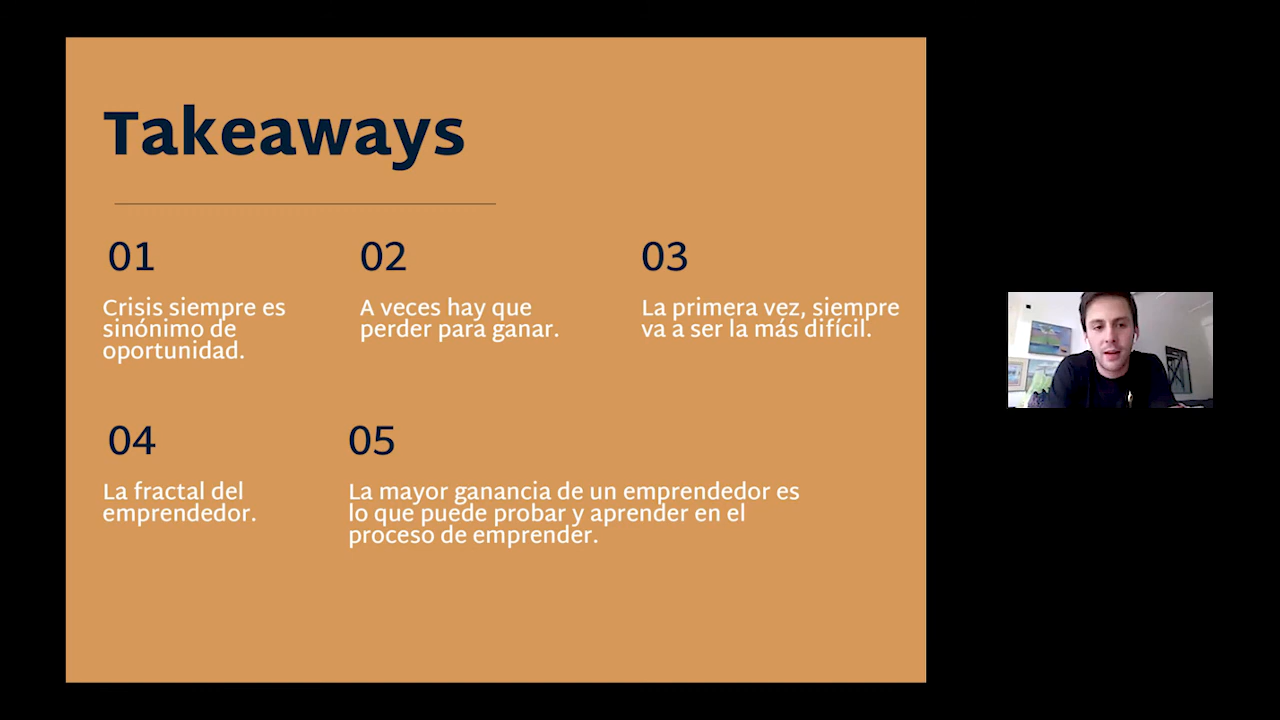 Takeaways
01
Crisis siempre es
sinónimo de
oportunidad.
02
A veces hay que
perder para ganar.
03
La primera vez, siempre
va a ser la más difícil.
04
La fractal del
emprendedor.
05
La mayor ganancia de un emprendedor es
lo que puede probar y aprender en el
proceso de emprender.